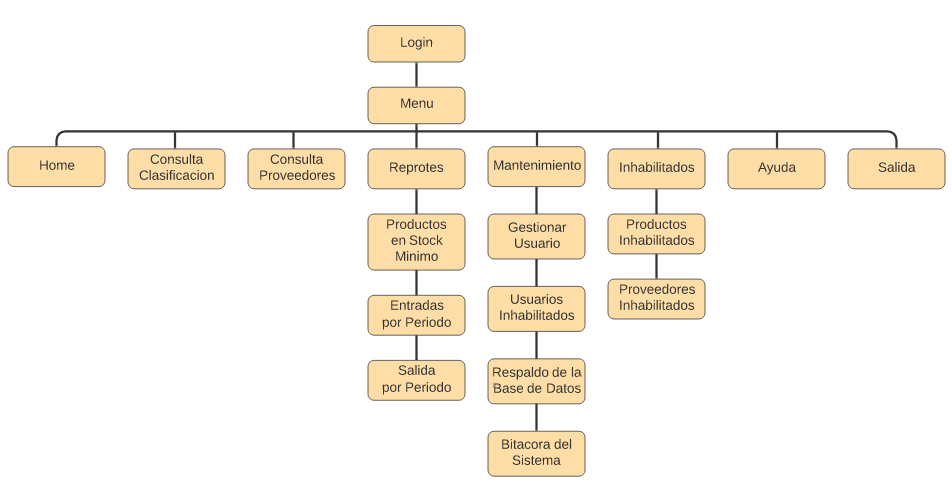 Login
Menu
Home
Consulta
Clasificacion
Consulta
Proveedores
Reprotes
Mantenimiento
Inhabilitados
Ayuda
Salida
Productos
en Stock
Minimo
Entradas
por Periodo
Salida
por Periodo
Gestionar
Usuario
Usuarios
Inhabilitados
Respaldo de la
Base de Datos
Bitacora del
Sistema
Productos
Inhabilitados
Proveedores
Inhabilitados